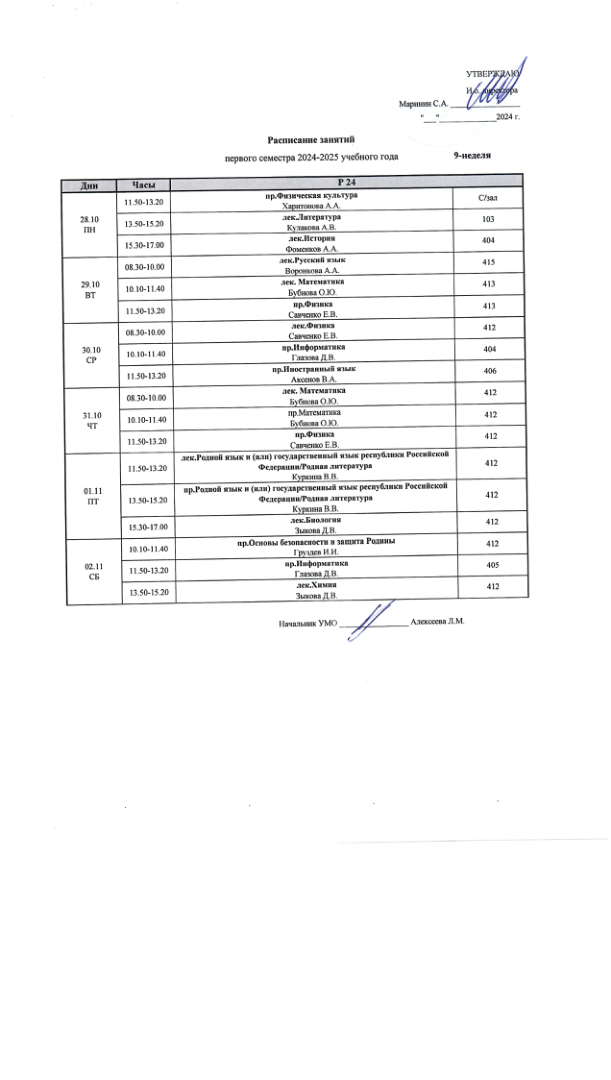 УТВЕРЖДАЮ
И.о. директора
Маринин С.А. ________________
"___"______________2024 г.
Расписание занятий
первого семестра 2024-2025 учебного года 9-неделя
Дни Часы Р 24
28.10
ПН
11.50-13.20 пр.Физическая культура С/зал
Харитонова А.А.
13.50-15.20 лек.Литература 103
Кулакова А.В.
15.30-17.00 лек.История 404
Фоменков А.А.
29.10
ВТ
08.30-10.00 лек.Русский язык 415
Воронкова А.А.
10.10-11.40 лек. Математика 413
Бубнова О.Ю.
11.50-13.20 пр.Физика 413
Савченко Е.В.
30.10
СР
08.30-10.00 лек.Физика 412
Савченко Е.В.
10.10-11.40 пр.Информатика 404
Глазова Д.В.
11.50-13.20 пр.Иностранный язык 406
Аксенов В.А.
31.10
ЧТ
08.30-10.00 лек. Математика 412
Бубнова О.Ю.
10.10-11.40 пр.Математика 412
Бубнова О.Ю.
11.50-13.20 пр.Физика 412
Савченко Е.В.
01.11
ПТ
11.50-13.20 лек.Родной язык и (или) государственный язык республики Российской 412
Федерации/Родная литература
Куркина В.В.
13.50-15.20 пр.Родной язык и (или) государственный язык республики Российской 412
Федерации/Родная литература
Куркина В.В.
15.30-17.00 лек.Биология 412
Зыкова Д.В.
02.11
СБ
10.10-11.40 пр.Основы безопасности и защита Родины 412
Груздев И.И.
11.50-13.20 пр.Информатика 405
Глазова Д.В.
13.50-15.20 лек.Химия 412
Зыкова Д.В.
Начальник УМО ________________ Алексеева Л.М.